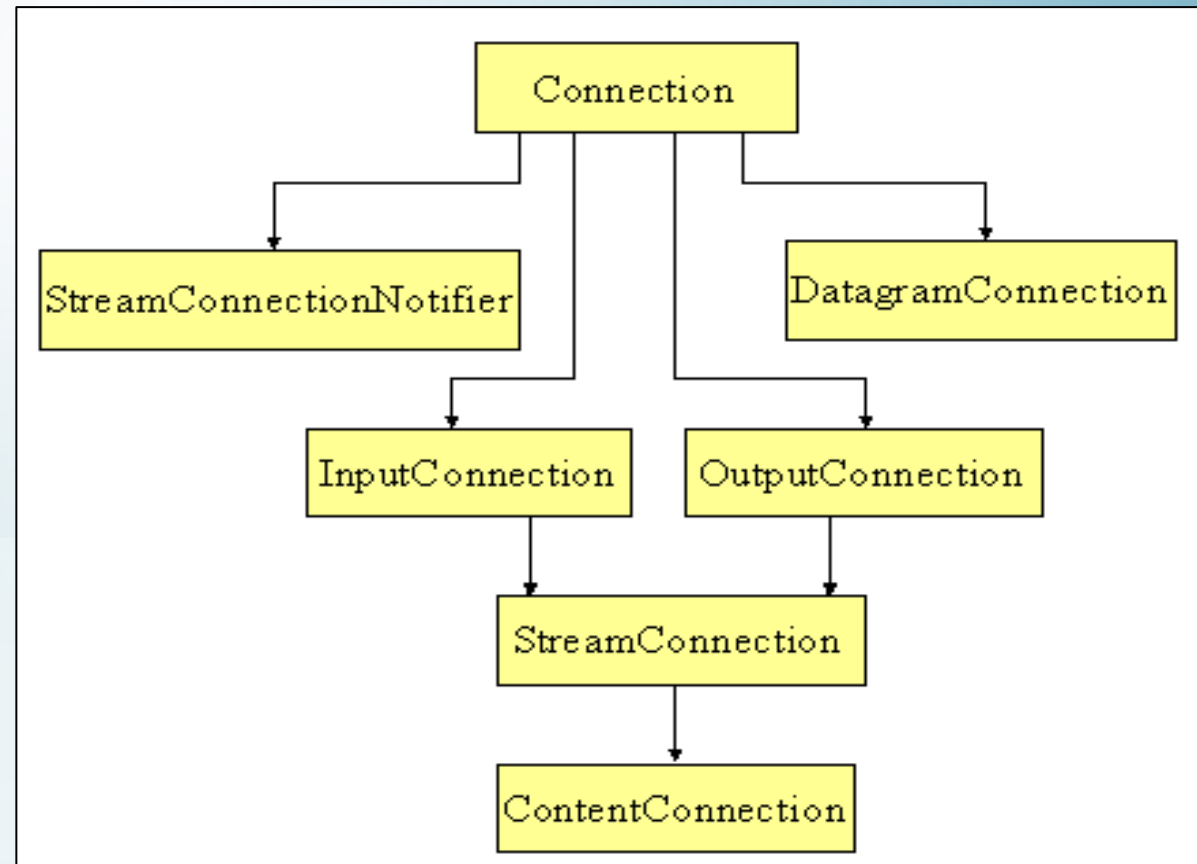 Connection
StreamConnectionNotifier
DatagramConnection
InputConnection
OutputConnection
StreamConnection
ContentConnection